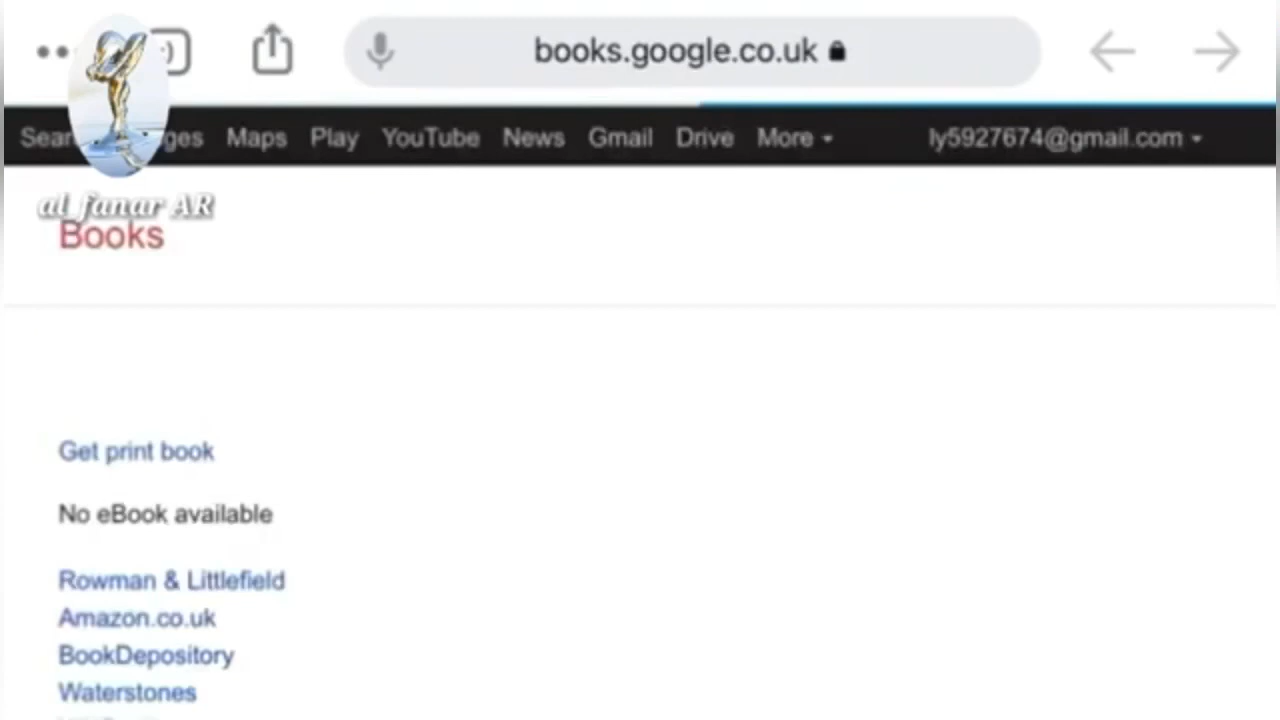 books.google.co.uk
Maps Play YouTube News Gmail Drive More ly5927674@gmail.com
al fanar AR
Books
Get print book
No eBook available
Rowman & Littlefield
Amazon.co.uk
BookDepository
Waterstones